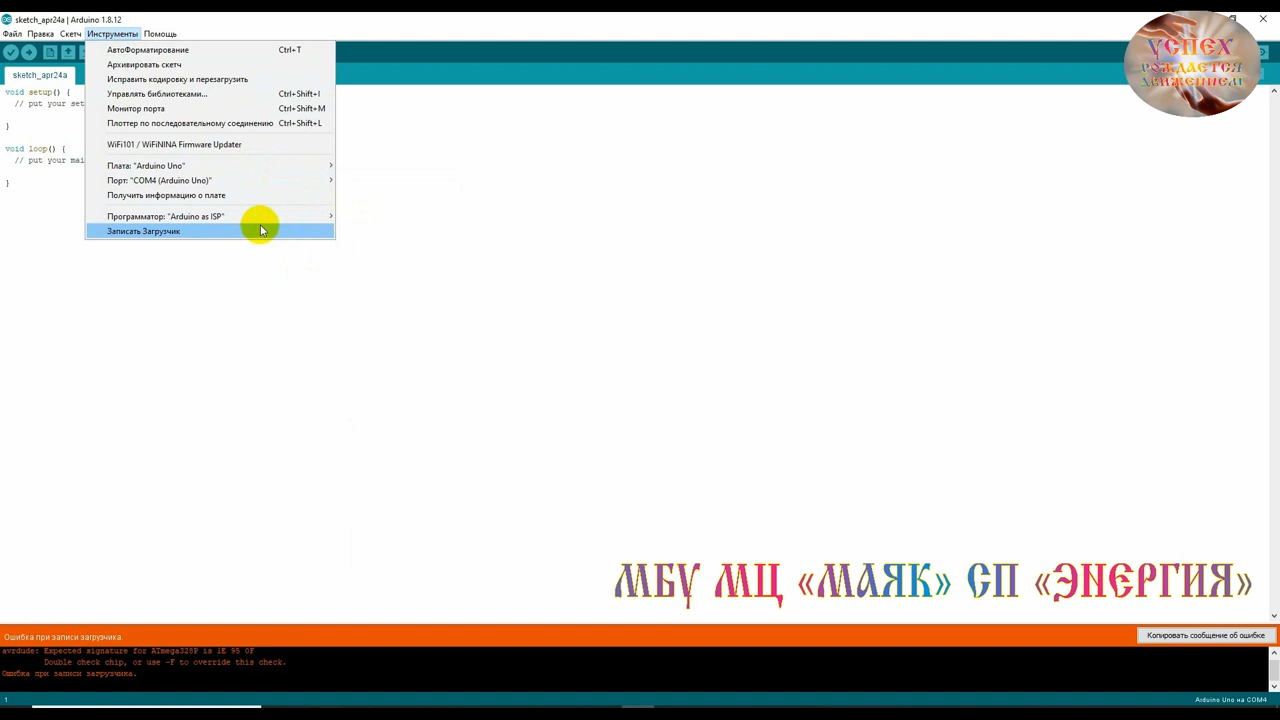 sketch_apr24a | Arduino 1.8.12
Файл Правка Скетч Инструменты Помощь
АвтоФорматирование Ctrl+T
Архивировать скетч
Исправить кодировку и перезагрузить
Управлять библиотеками... Ctrl+Shift+I
Монитор порта Ctrl+Shift+M
Плоттер по последовательному соединению Ctrl+Shift+L
WiFi101 / WiFiNINA Firmware Updater
Плата: "Arduino Uno"
Порт: "COM4 (Arduino Uno)"
Получить информацию о плате
Программатор: "Arduino as ISP"
Записать Загрузчик
sketch_apr24a
void setup() {
// put your set
}
void loop() {
// put your mai
}
УСПЕХ
РОЖДАЕТСЯ
ДВИЖЕНИЕМ
МБУ МЦ «МАЯК» СП «ЭНЕРГИЯ»
Ошибка при записи загрузчика.
Копировать сообщение об ошибке
avrdude: Expected signature for ATmega328P is 1E 95 0F
Double check chip, or use -F to override this check.
Ошибка при записи загрузчика.
1
Arduino Uno на COM4